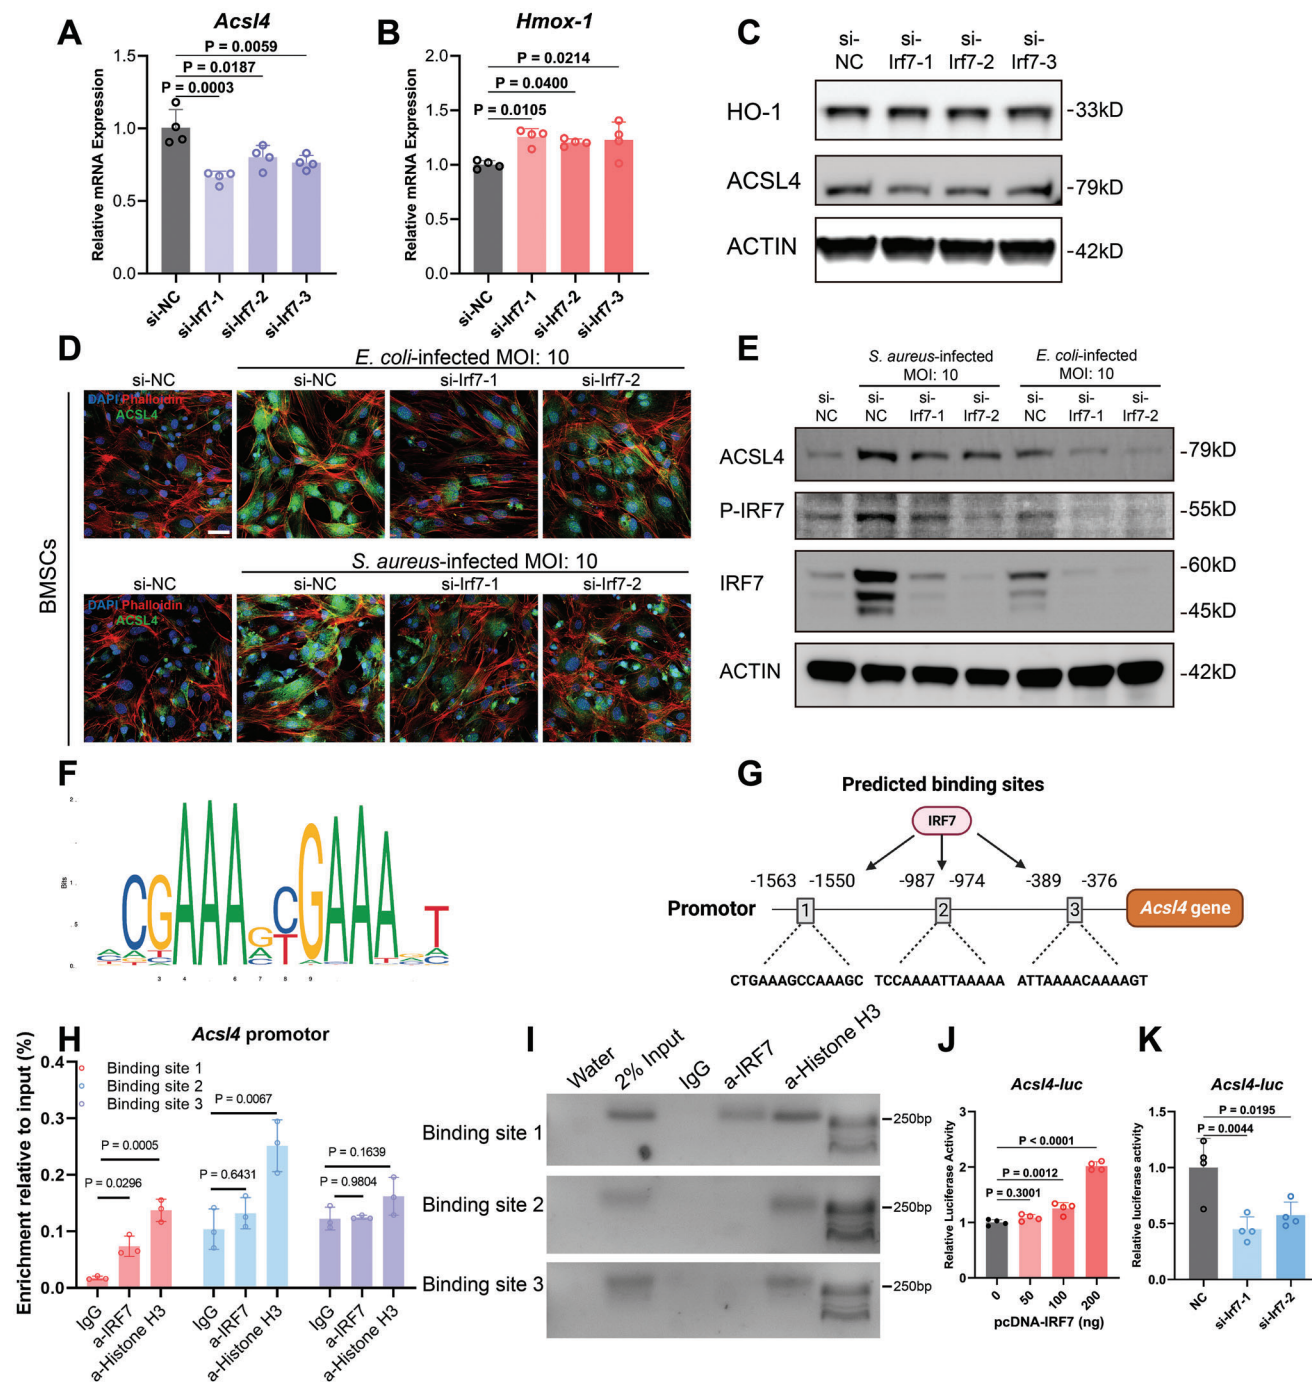 A
Acsl4
Relative mRNA Expression
1.5
1.0
0.5
0.0
P = 0.0059
P = 0.0187
P = 0.0003
si-NC
si-Irf7-1
si-Irf7-2
si-Irf7-3
B
Hmox-1
Relative mRNA Expression
2.0
1.5
1.0
0.5
0.0
P = 0.0214
P = 0.0400
P = 0.0105
si-NC
si-Irf7-1
si-Irf7-2
si-Irf7-3
C
si-NC
si-Irf7-1
si-Irf7-2
si-Irf7-3
HO-1
-33kD
ACSL4
-79kD
ACTIN
-42kD
D
BMSCs
E. coli-infected MOI: 10
si-NC
si-NC
si-Irf7-1
si-Irf7-2
DAPI Phalloidin
ACSL4
S. aureus-infected MOI: 10
si-NC
si-NC
si-Irf7-1
si-Irf7-2
DAPI Phalloidin
ACSL4
E
S. aureus-infected
MOI: 10
E. coli-infected
MOI: 10
si-NC
si-NC
si-Irf7-1
si-Irf7-2
si-NC
si-Irf7-1
si-Irf7-2
ACSL4
-79kD
P-IRF7
-55kD
IRF7
-60kD
-45kD
ACTIN
-42kD
F
Bits
CGAAAGCGAAAT
T
3 4 6 7 8 9
G
Predicted binding sites
IRF7
-1563 -1550 -987 -974 -389 -376
Promotor
1
2
3
Acsl4 gene
CTGAAAGCCAAAGC TCCAAAATTAAAAA ATTAAAACAAAAGT
H
Acsl4 promotor
Enrichment relative to input (%)
0.4
0.3
0.2
0.1
0.0
Binding site 1
Binding site 2
Binding site 3
P = 0.0005
P = 0.0296
P = 0.0067
P = 0.6431
P = 0.1639
P = 0.9804
IgG
a-IRF7
a-Histone H3
IgG
a-IRF7
a-Histone H3
IgG
a-IRF7
a-Histone H3
I
Water
2% Input
IgG
a-IRF7
a-Histone H3
Binding site 1
250bp
Binding site 2
250bp
Binding site 3
250bp
J
Acsl4-luc
Relative Luciferase Activity
3
2
1
0
P < 0.0001
P = 0.0012
P = 0.3001
0
50
100
200
pcDNA-IRF7 (ng)
K
Acsl4-luc
Relative luciferase activity
1.5
1.0
0.5
0.0
P = 0.0195
P = 0.0044
NC
si-Irf7-1
si-Irf7-2